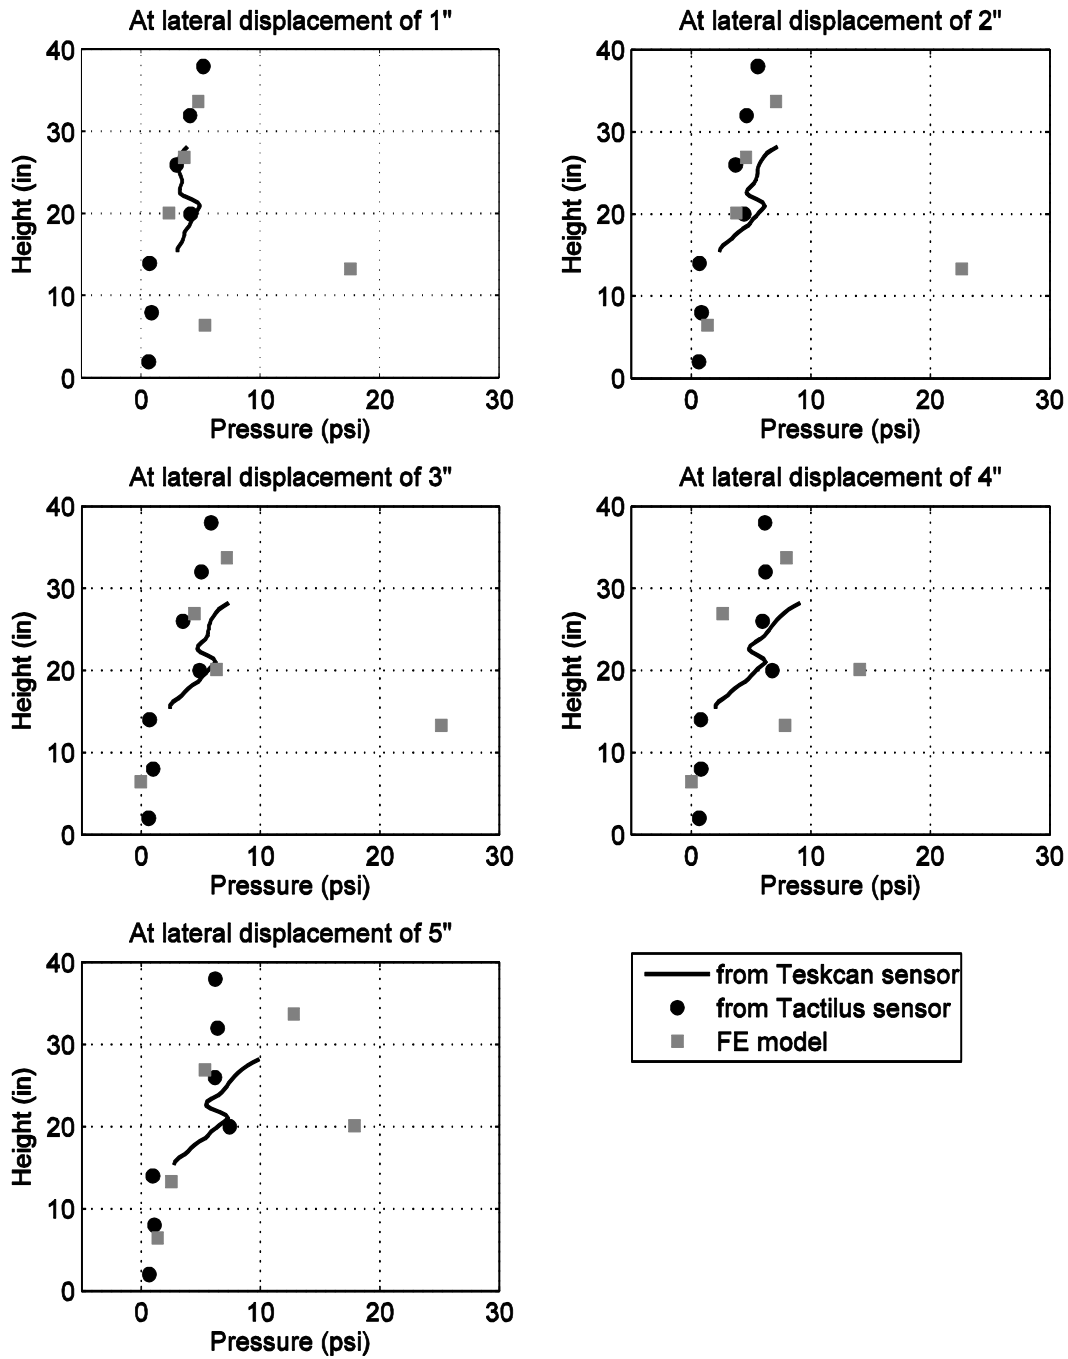 At lateral displacement of 1"
40
30
20
10
0
Height (in)
0 10 20 30
Pressure (psi)
At lateral displacement of 2"
40
30
20
10
0
Height (in)
0 10 20 30
Pressure (psi)
At lateral displacement of 3"
40
30
20
10
0
Height (in)
0 10 20 30
Pressure (psi)
At lateral displacement of 4"
40
30
20
10
0
Height (in)
0 10 20 30
Pressure (psi)
At lateral displacement of 5"
40
30
20
10
0
Height (in)
0 10 20 30
Pressure (psi)
from Teskcan sensor
from Tactilus sensor
FE model